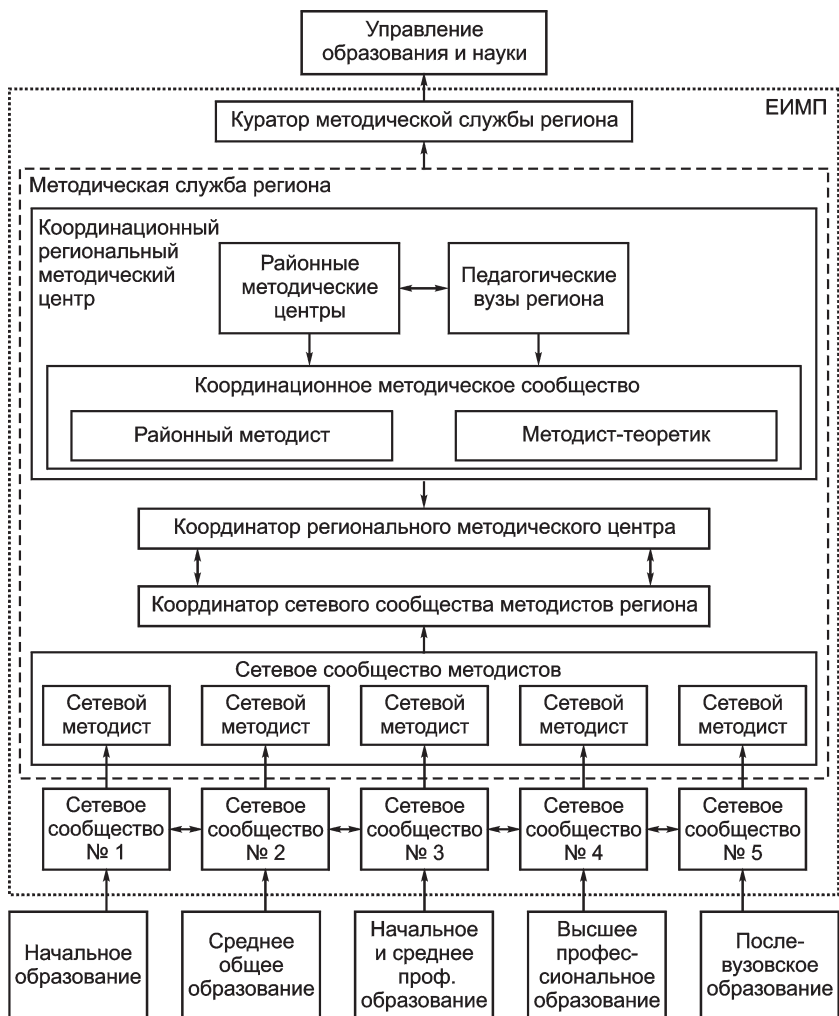 Управление
образования и науки
ЕИМП
Куратор методической службы региона
Методическая служба региона
Координационный
региональный
методический
центр
Районные
методические
центры
Педагогические
вузы региона
Координационное методическое сообщество
Районный методист
Методист-теоретик
Координатор регионального методического центра
Координатор сетевого сообщества методистов региона
Сетевое сообщество методистов
Сетевой
методист
Сетевой
методист
Сетевой
методист
Сетевой
методист
Сетевой
методист
Сетевое
сообщество
№ 1
Сетевое
сообщество
№ 2
Сетевое
сообщество
№ 3
Сетевое
сообщество
№ 4
Сетевое
сообщество
№ 5
Начальное
образование
Среднее
общее
образование
Начальное
и среднее
проф.
образование
Высшее
профес-
сиональное
образование
После-
вузовское
образование